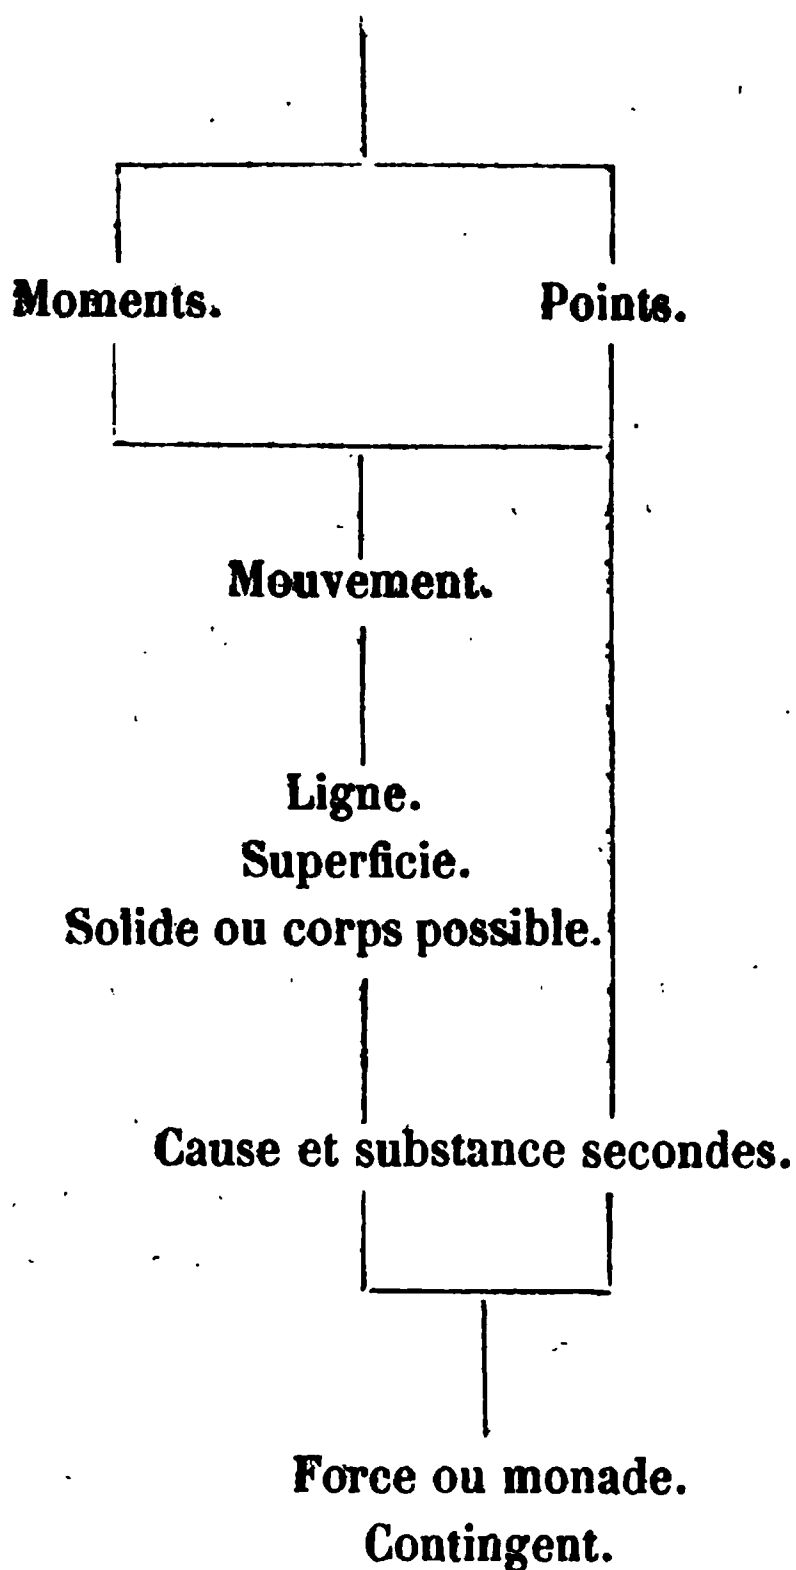 Moments. Points.
Mouvement.
Ligne.
Superficie.
Solide ou corps possible.
Cause et substance secondes.
Force ou monade.
Contingent.